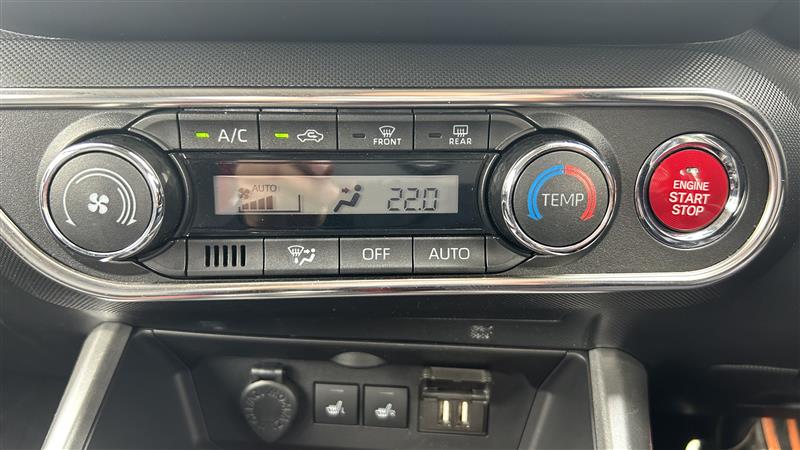 A/C
FRONT
REAR
AUTO
22.0
TEMP
ENGINE
START
STOP
OFF
AUTO
L
R